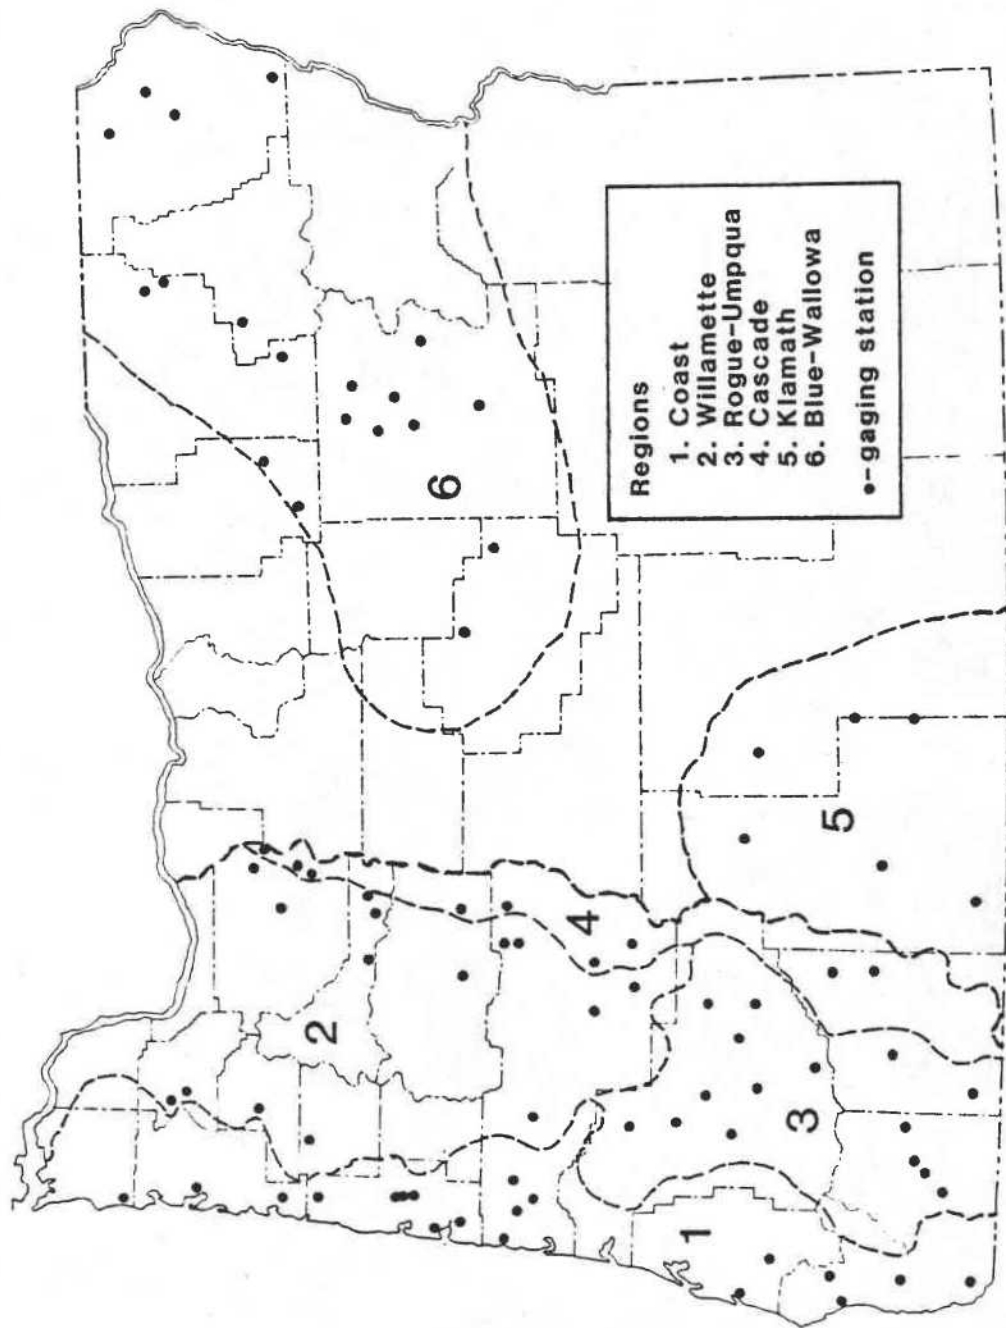 6
2
4
5
3
1
Regions
1. Coast
2. Willamette
3. Rogue-Umpqua
4. Cascade
5. Klamath
6. Blue-Wallowa
•-gaging station